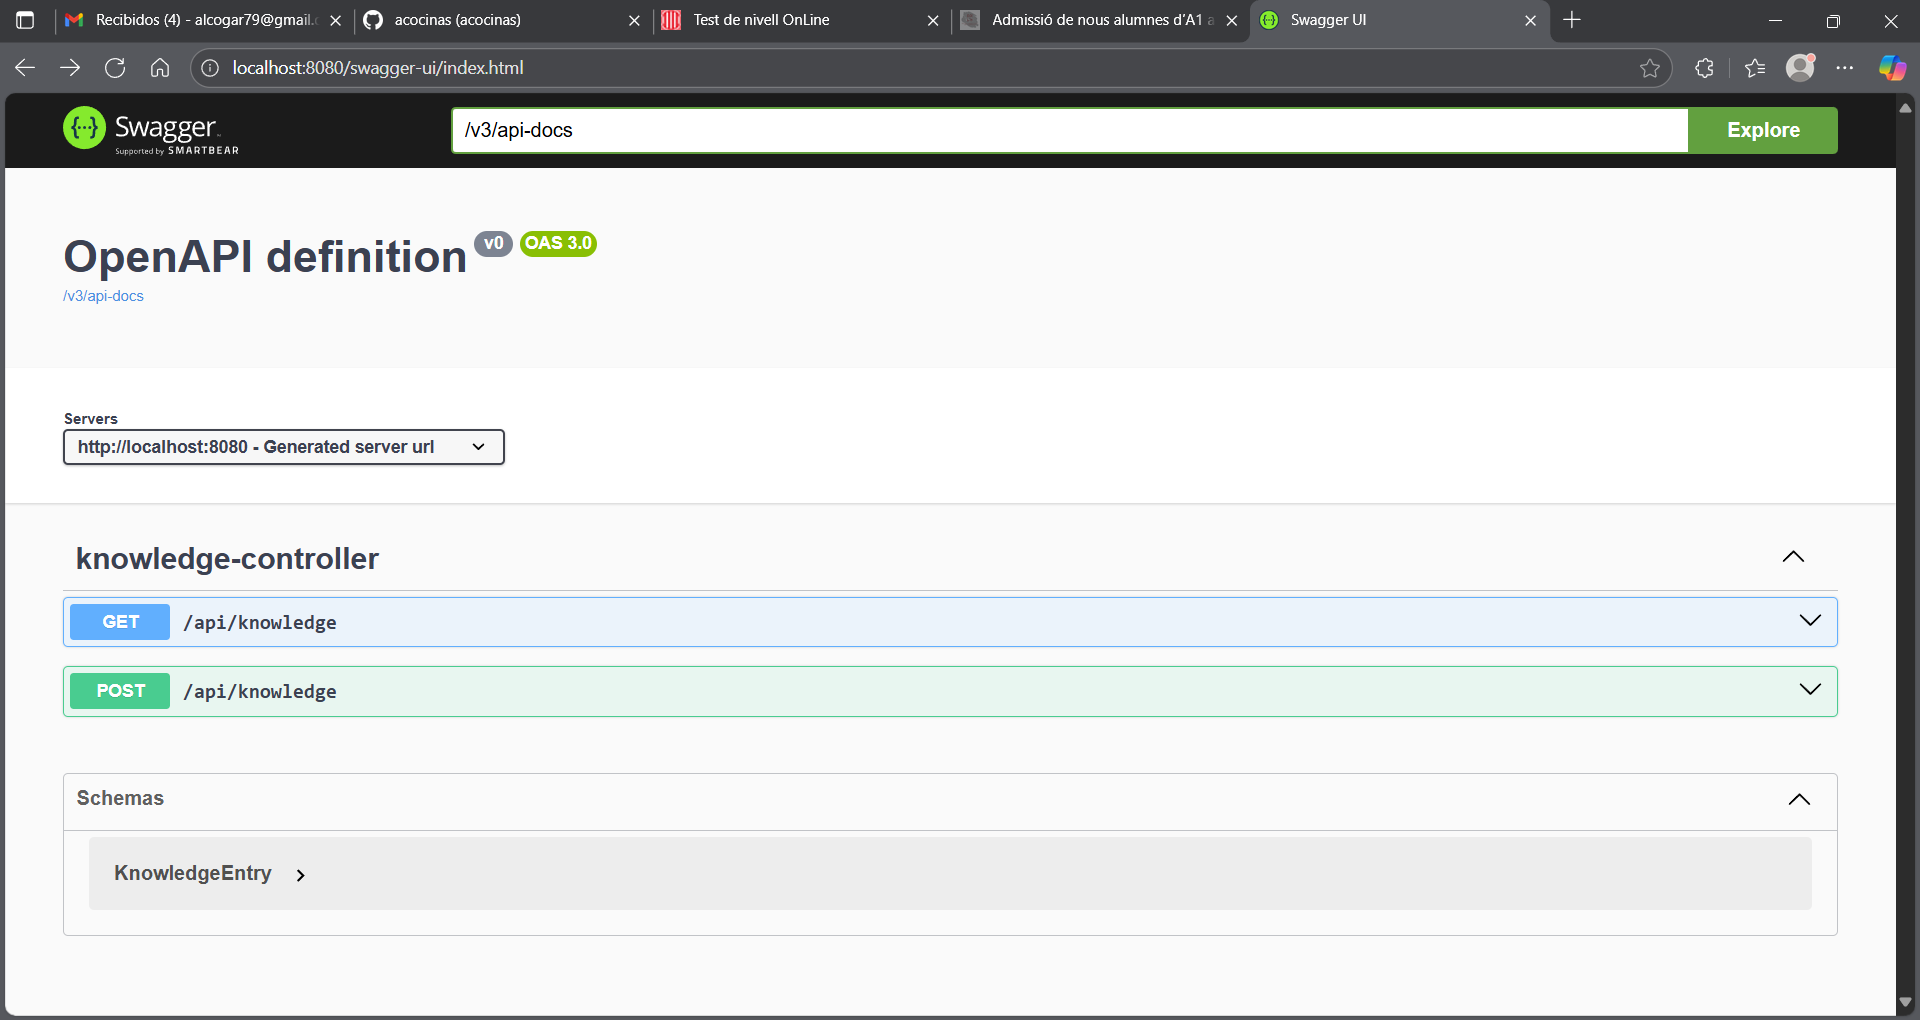 Recibidos (4) - alcogar79@gmail.c
acocinas (acocinas)
Test de nivell OnLine
Admissió de nous alumnes d'A1 a
Swagger UI
localhost:8080/swagger-ui/index.html
Swagger
Supported by SMARTBEAR
/v3/api-docs
Explore
OpenAPI definition
v0
OAS 3.0
/v3/api-docs
Servers
http://localhost:8080 - Generated server url
knowledge-controller
GET /api/knowledge
POST /api/knowledge
Schemas
KnowledgeEntry